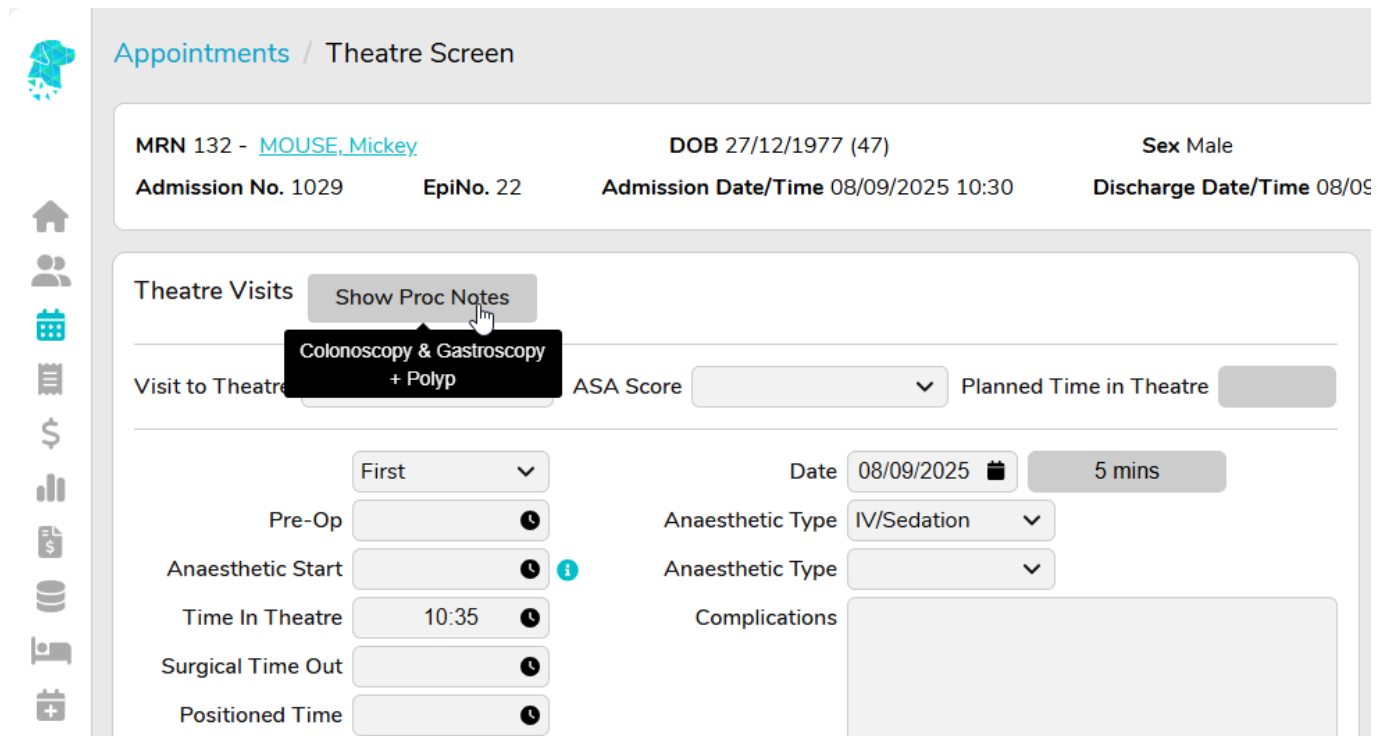 Appointments / Theatre Screen
MRN 132 - MOUSE, Mickey DOB 27/12/1977 (47) Sex Male
Admission No. 1029 EpiNo. 22 Admission Date/Time 08/09/2025 10:30 Discharge Date/Time 08/09
Theatre Visits Show Proc Notes
Colonoscopy & Gastroscopy
+ Polyp
Visit to Theatre ASA Score Planned Time in Theatre
First Date 08/09/2025 5 mins
Pre-Op Anaesthetic Type IV/Sedation
Anaesthetic Start Anaesthetic Type
Time In Theatre 10:35 Complications
Surgical Time Out
Positioned Time